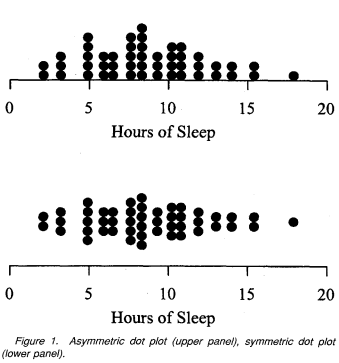 0 5 10 15 20
Hours of Sleep
0 5 10 15 20
Hours of Sleep
Figure 1. Asymmetric dot plot (upper panel), symmetric dot plot
(lower panel).